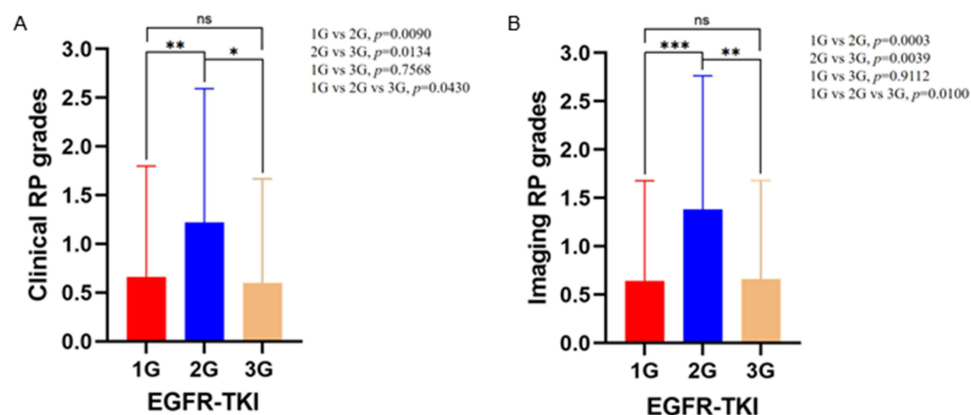 A
ns
** *
3.0
2.5
2.0
1.5
1.0
0.5
0.0
Clinical RP grades
1G 2G 3G
EGFR-TKI
1G vs 2G, p=0.0090
2G vs 3G, p=0.0134
1G vs 3G, p=0.7568
1G vs 2G vs 3G, p=0.0430
B
ns
*** **
3.0
2.5
2.0
1.5
1.0
0.5
0.0
Imaging RP grades
1G 2G 3G
EGFR-TKI
1G vs 2G, p=0.0003
2G vs 3G, p=0.0039
1G vs 3G, p=0.9112
1G vs 2G vs 3G, p=0.0100